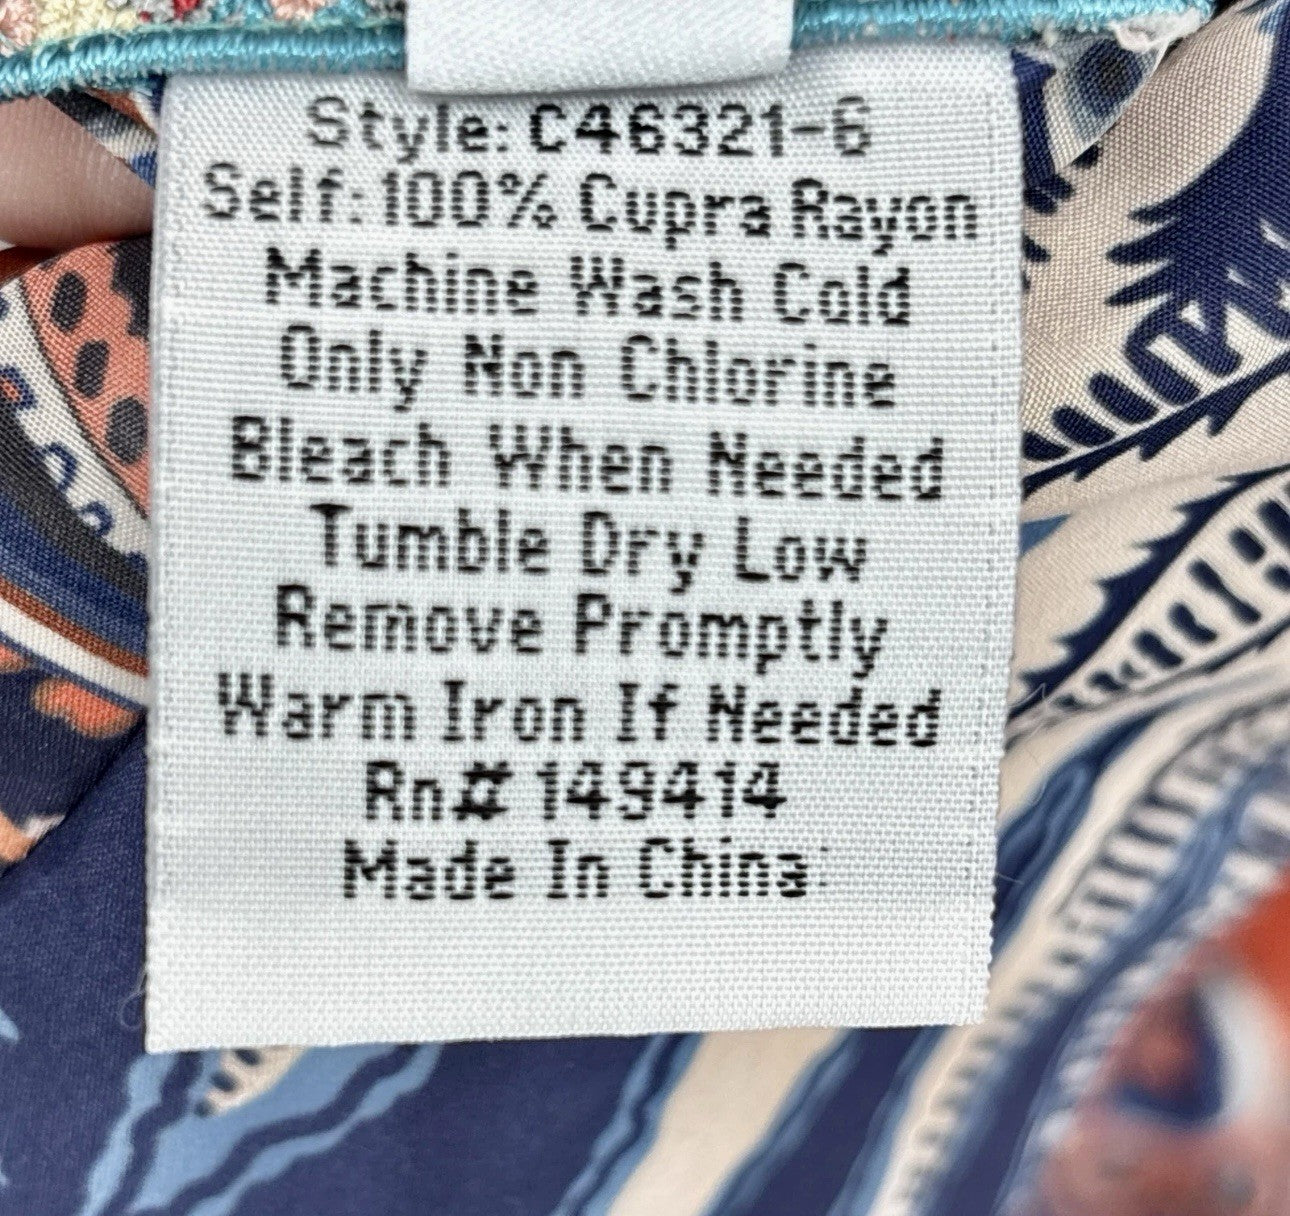 Style: C46321-6
Self: 100% Cupra Rayon
Machine Wash Cold
Only Non Chlorine
Bleach When Needed
Tumble Dry Low
Remove Promptly
Warm Iron If Needed
Rn# 149414
Made In China